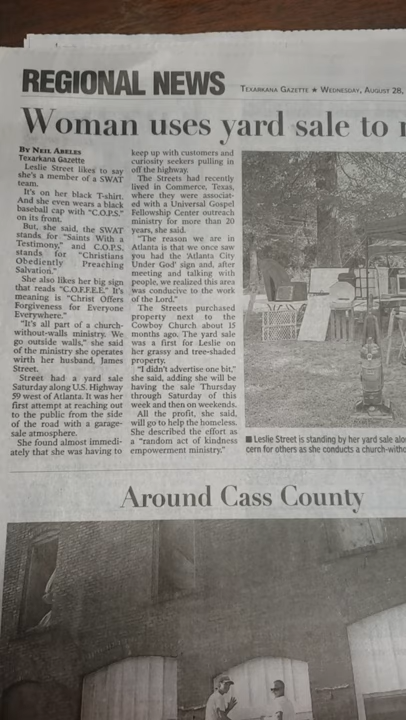 REGIONAL NEWS
TEXARKANA GAZETTE ★ WEDNESDAY, AUGUST 28,
Woman uses yard sale to
BY NEIL ABELES
Texarkana Gazette
Leslie Street likes to say
she's a member of a SWAT
team.
It's on her black T-shirt.
And she even wears a black
baseball cap with "C.O.P.S."
on its front.
But, she said, the SWAT
stands for "Saints With a
Testimony," and C.O.P.S.
stands for "Christians
Obediently Preaching
Salvation."
She also likes her big sign
that reads "C.O.F.F.E.E." It's
meaning is "Christ Offers
Forgiveness for Everyone
Everywhere."
"It's all part of a church-
without-walls ministry. We
go outside walls," she said
of the ministry she operates
wirth her husband, James
Street.
Street had a yard sale
Saturday along U.S. Highway
59 west of Atlanta. It was her
first attempt at reaching out
to the public from the side
of the road with a garage-
sale atmosphere.
She found almost immedi-
ately that she was having to
keep up with customers and
curiosity seekers pulling in
off the highway.
The Streets had recently
lived in Commerce, Texas,
where they were associat-
ed with a Universal Gospel
Fellowship Center outreach
ministry for more than 20
years, she said.
"The reason we are in
Atlanta is that we once saw
you had the 'Atlanta City
Under God' sign and, after
meeting and talking with
people, we realized this area
was conducive to the work
of the Lord."
The Streets purchased
property next to the
Cowboy Church about 15
months ago. The yard sale
was a first for Leslie on
her grassy and tree-shaded
property.
"I didn't advertise one bit,"
she said, adding she will be
having the sale Thursday
through Saturday of this
week and then on weekends.
All the profit, she said,
will go to help the homeless.
She described the effort as
a "random act of kindness
empowerment ministry."
■ Leslie Street is standing by her yard sale
cern for others as she conducts a
Around Cass County